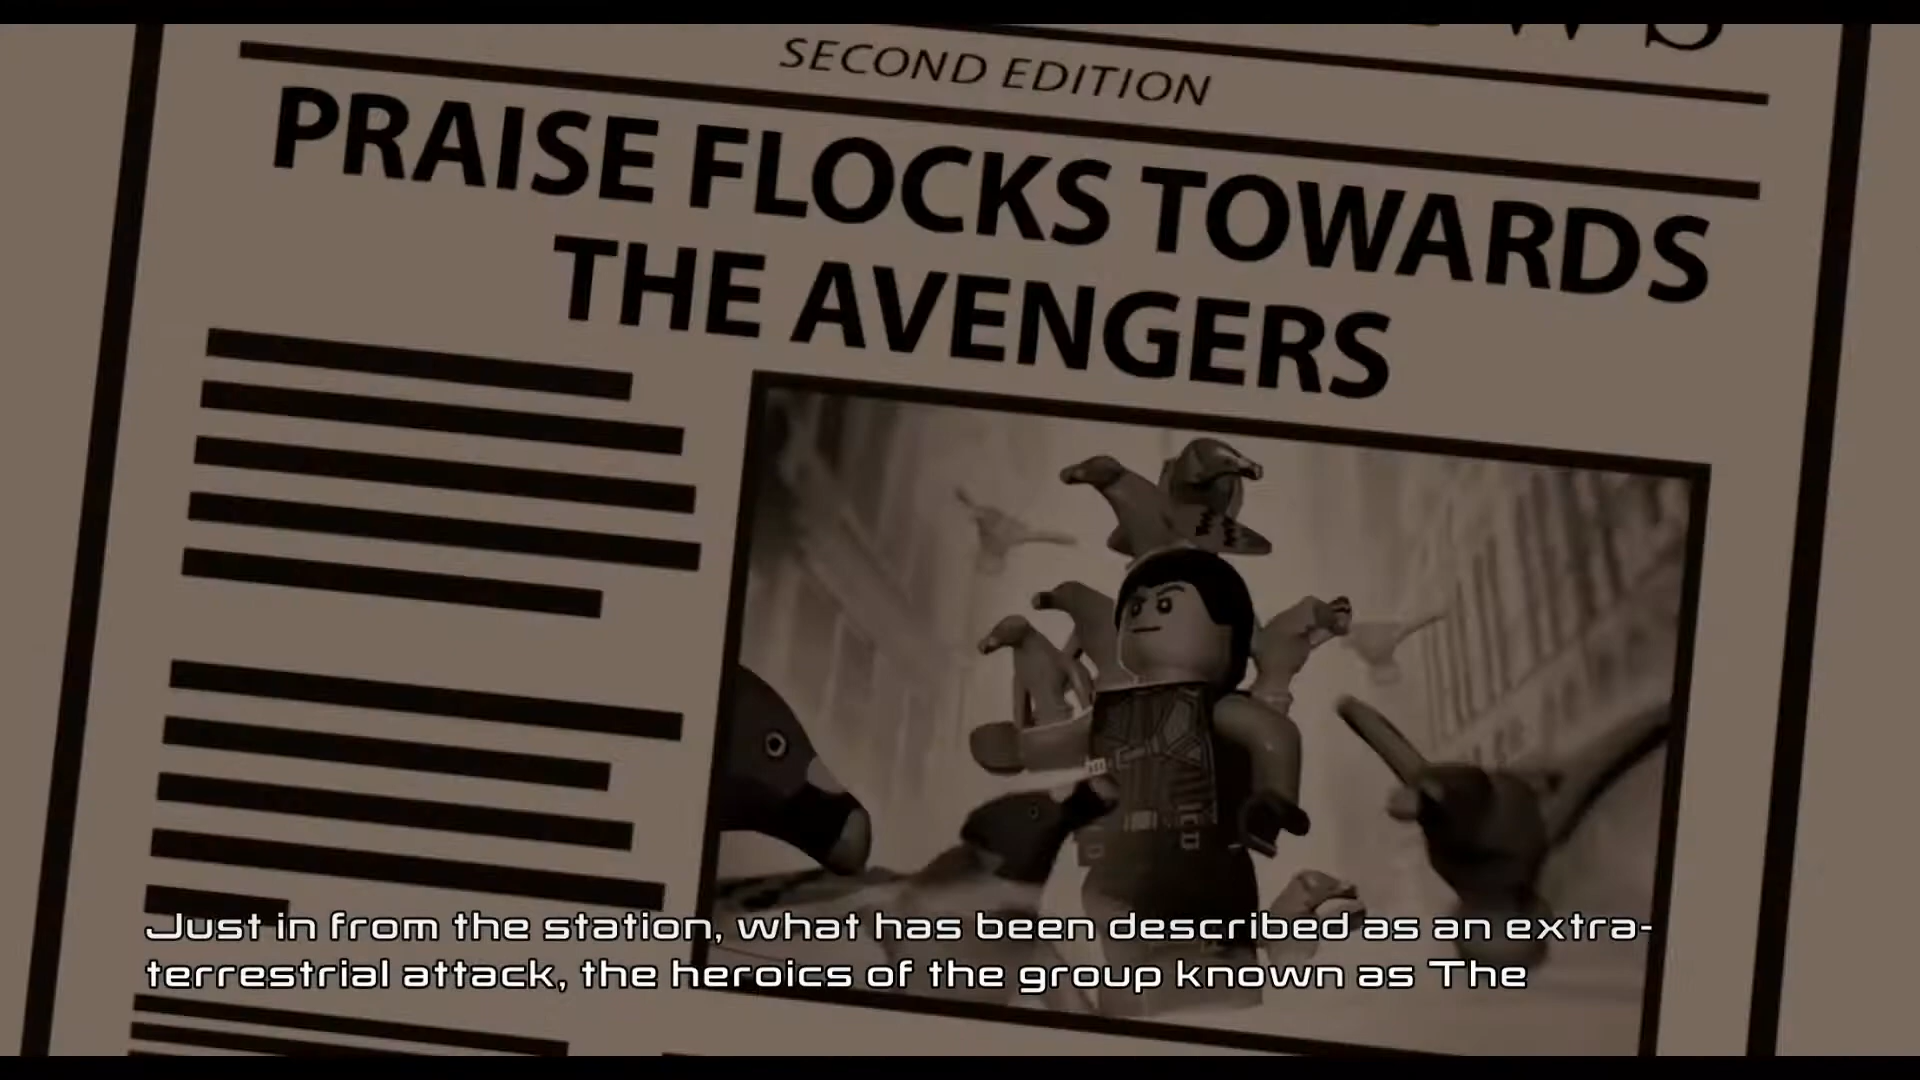 SECOND EDITION
PRAISE FLOCKS TOWARDS
THE AVENGERS
Just in from the station, what has been described as an extra-
terrestrial attack, the heroics of the group known as The